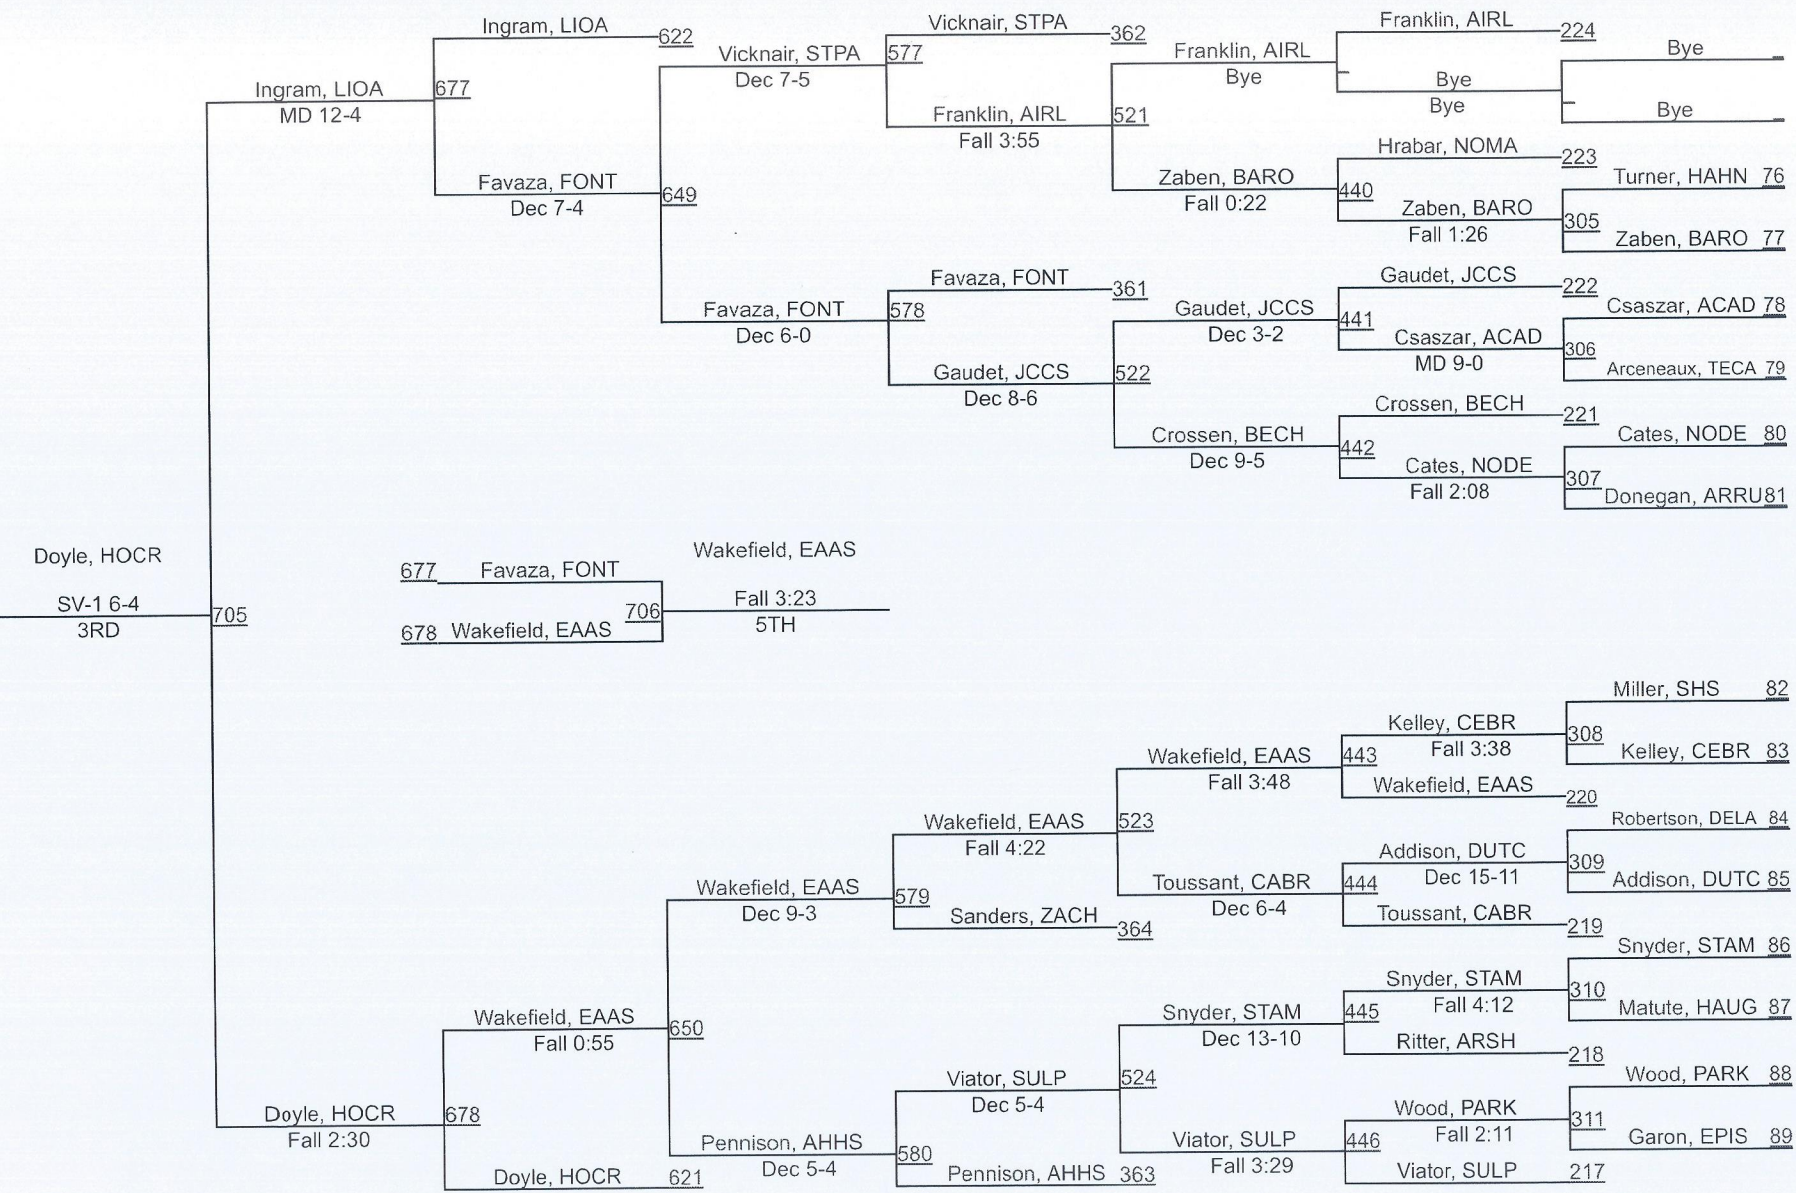 Ingram, LIOA 622
Vicknair, STPA 362
Franklin, AIRL 224
Bye
Vicknair, STPA 577
Dec 7-5
Franklin, AIRL
Bye
Bye
Bye
Bye
Ingram, LIOA 677
MD 12-4
Franklin, AIRL 521
Fall 3:55
Hrabar, NOMA 223
Turner, HAHN 76
Favaza, FONT 649
Dec 7-4
Zaben, BARO 440
Fall 0:22
Zaben, BARO 305
Fall 1:26
Zaben, BARO 77
Favaza, FONT 361
Gaudet, JCCS 222
Csaszar, ACAD 78
Favaza, FONT 578
Dec 6-0
Gaudet, JCCS 441
Dec 3-2
Csaszar, ACAD 306
MD 9-0
Arceneaux, TECA 79
Gaudet, JCCS 522
Dec 8-6
Crossen, BECH 221
Cates, NODE 80
Crossen, BECH 442
Dec 9-5
Cates, NODE 307
Fall 2:08
Donegan, ARRU 81
Doyle, HOCR
SV-1 6-4 705
3RD
677 Favaza, FONT
Wakefield, EAAS
706 Fall 3:23
5TH
678 Wakefield, EAAS
Miller, SHS 82
Kelley, CEBR 308
Fall 3:38
Kelley, CEBR 83
Wakefield, EAAS 443
Fall 3:48
Wakefield, EAAS 220
Robertson, DELA 84
Wakefield, EAAS 523
Fall 4:22
Addison, DUTC 309
Dec 15-11
Addison, DUTC 85
Wakefield, EAAS 579
Dec 9-3
Toussant, CABR 444
Dec 6-4
Toussant, CABR 219
Sanders, ZACH 364
Snyder, STAM 86
Snyder, STAM 310
Fall 4:12
Matute, HAUG 87
Wakefield, EAAS 650
Fall 0:55
Snyder, STAM 445
Dec 13-10
Ritter, ARSH 218
Viator, SULP 524
Dec 5-4
Wood, PARK 88
Doyle, HOCR 678
Fall 2:30
Wood, PARK 311
Fall 2:11
Garon, EPIS 89
Pennison, AHHS 580
Dec 5-4
Viator, SULP 446
Fall 3:29
Doyle, HOCR 621
Pennison, AHHS 363
Viator, SULP 217